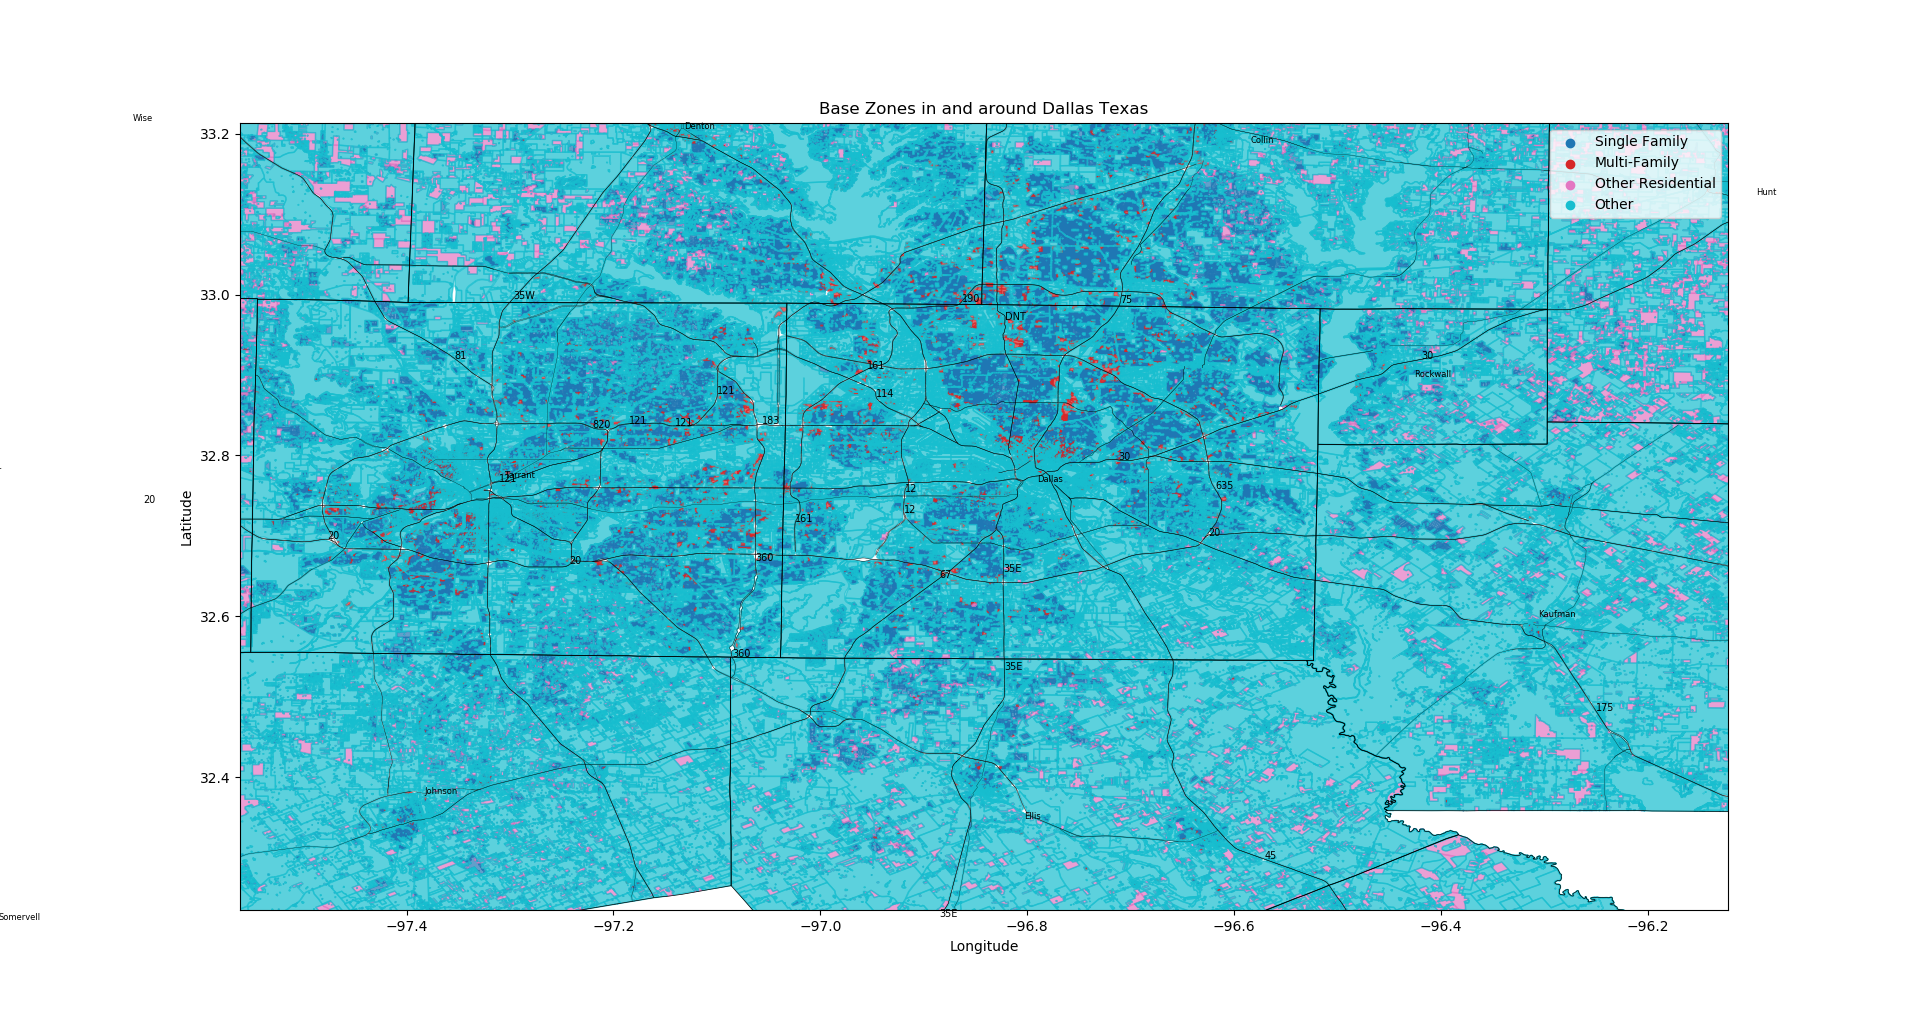 Base Zones in and around Dallas Texas
Wise
Denton
Collin
Hunt
Single Family
Multi-Family
Other Residential
Other
33.2
33.0
32.8
32.6
32.4
Latitude
35W
190
75
DNT
81
161
30
Rockwall
121
114
820
121
121
183
30
Tarrant
121
Dallas
12
635
20
12
161
20
20
20
360
67
35E
Kaufman
360
35E
175
Johnson
Ellis
45
35E
Somervell
−97.4
−97.2
−97.0
−96.8
−96.6
−96.4
−96.2
Longitude